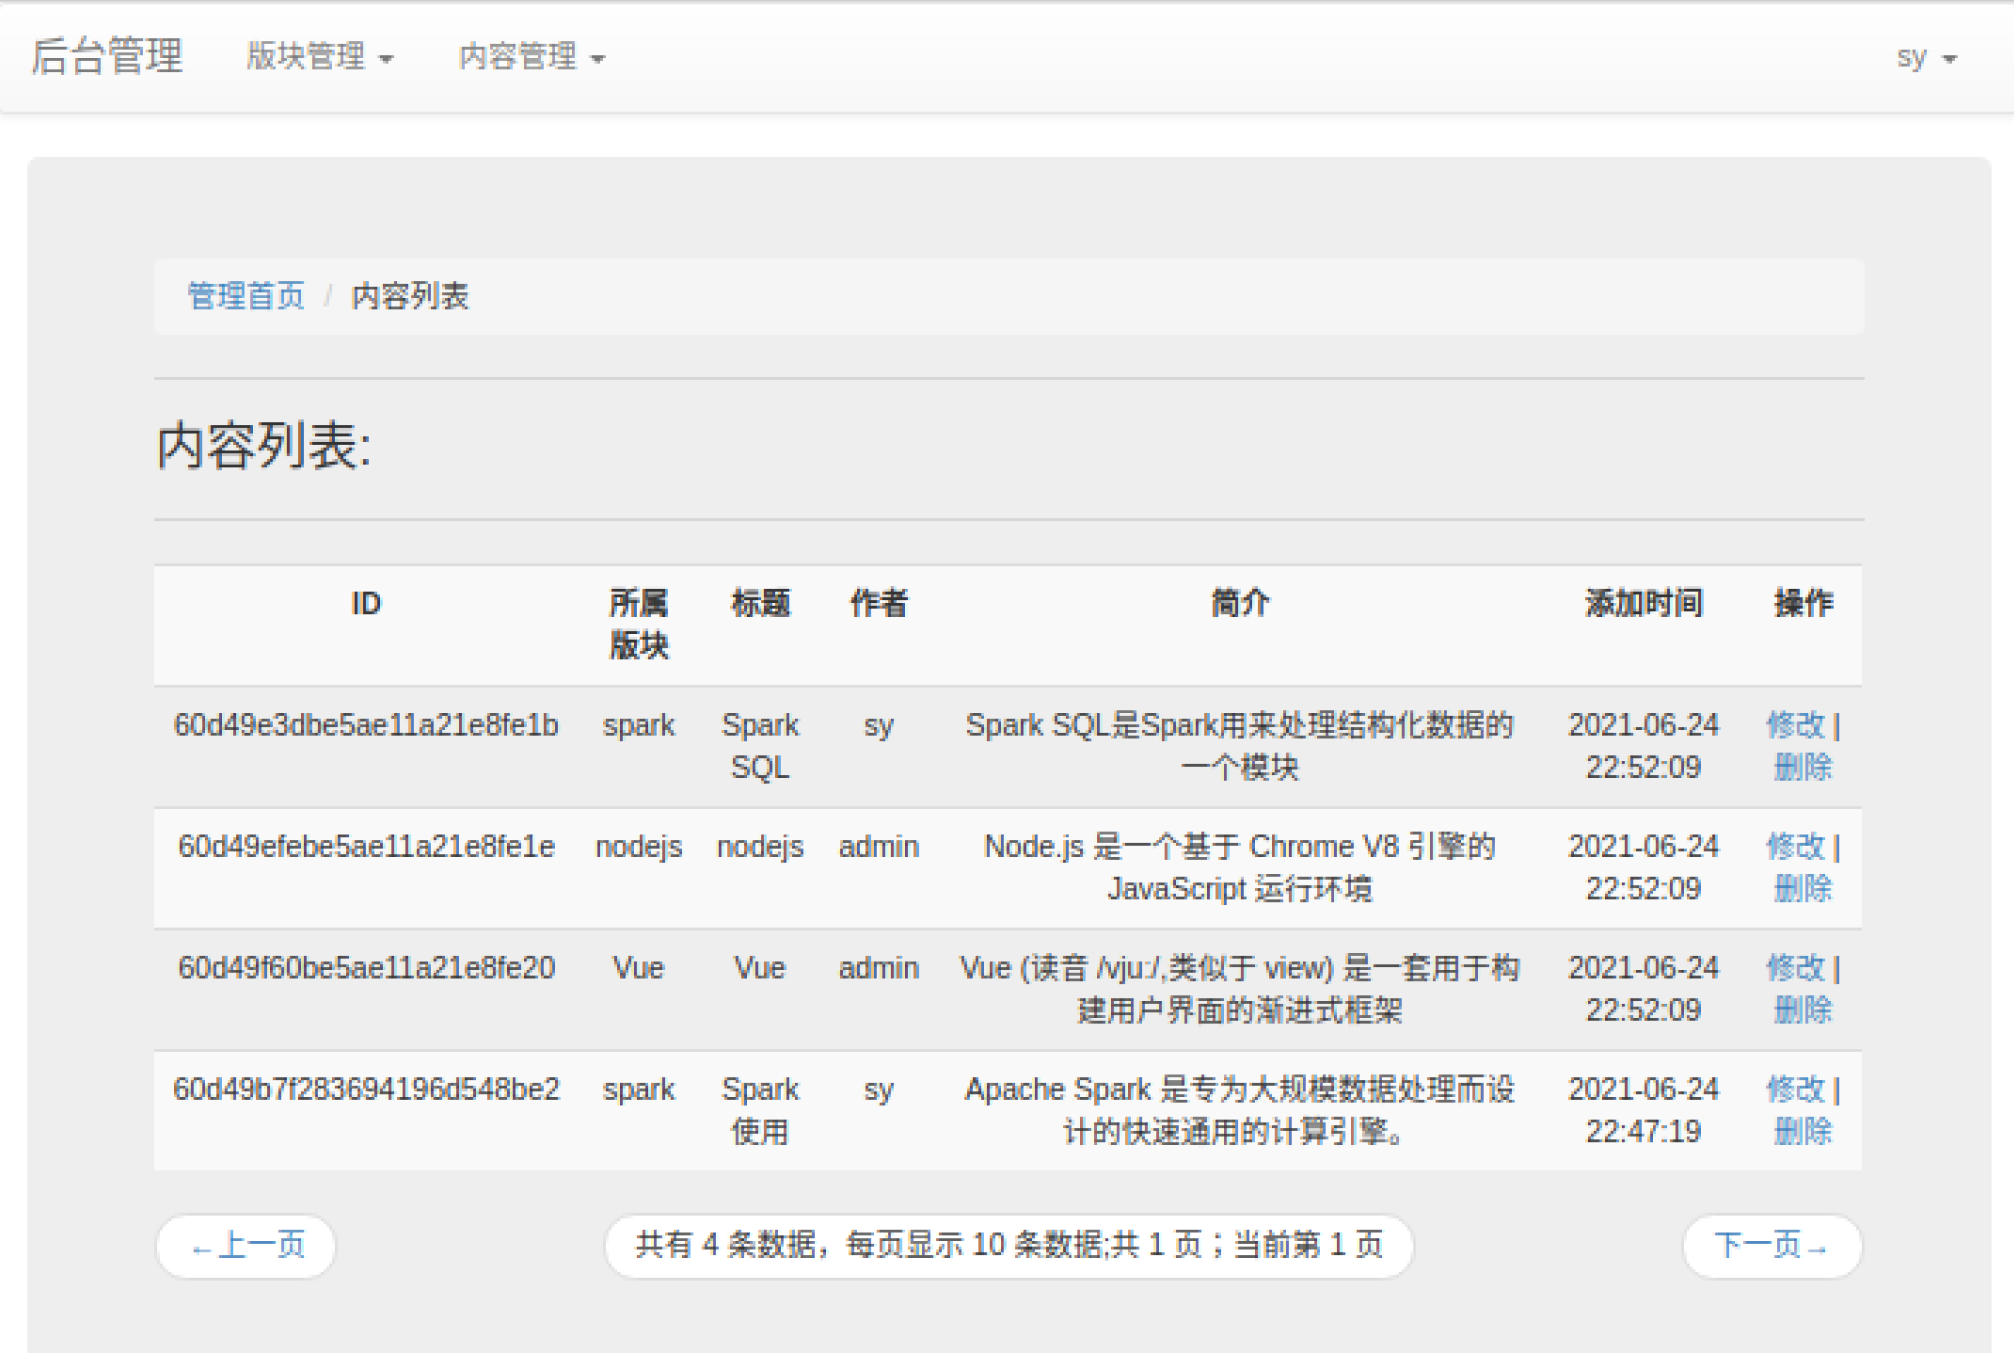 后台管理 版块管理 内容管理 sy
管理首页 / 内容列表
内容列表:
ID 所属版块 标题 作者 简介 添加时间 操作
60d49e3dbe5ae11a21e8fe1b spark Spark SQL sy Spark SQL是Spark用来处理结构化数据的一个模块 2021-06-24 22:52:09 修改 | 删除
60d49efebe5ae11a21e8fe1e nodejs nodejs admin Node.js 是一个基于 Chrome V8 引擎的 JavaScript 运行环境 2021-06-24 22:52:09 修改 | 删除
60d49f60be5ae11a21e8fe20 Vue Vue admin Vue (读音 /vjuː/,类似于 view) 是一套用于构建用户界面的渐进式框架 2021-06-24 22:52:09 修改 | 删除
60d49b7f283694196d548be2 spark Spark 使用 sy Apache Spark 是专为大规模数据处理而设计的快速通用的计算引擎。 2021-06-24 22:47:19 修改 | 删除
←上一页 共有 4 条数据，每页显示 10 条数据;共 1 页；当前第 1 页 下一页→